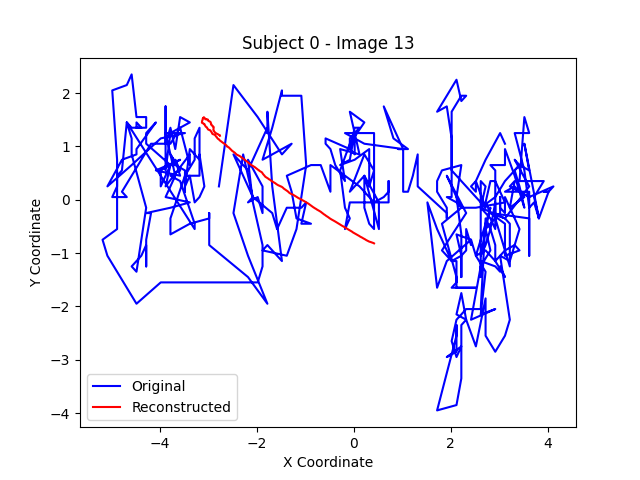 Subject 0 - Image 13
Y Coordinate
2
1
0
−1
−2
−3
−4
Original
Reconstructed
−4 −2 0 2 4
X Coordinate